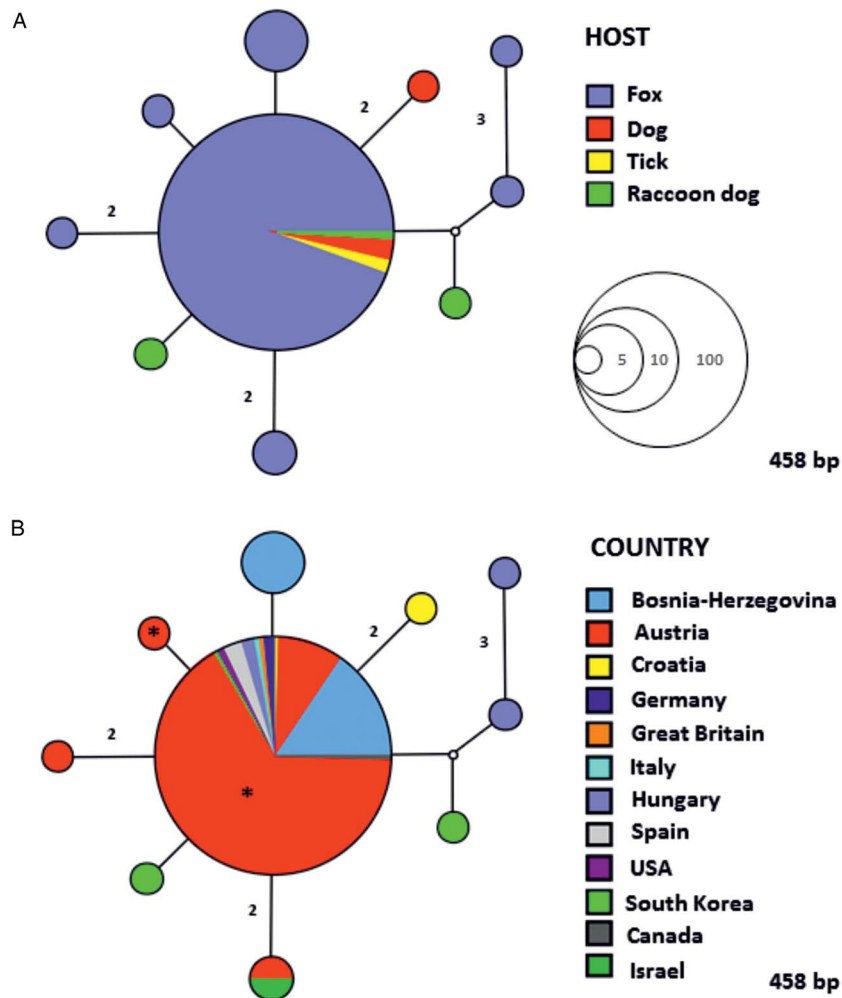 A
HOST
Fox
Dog
Tick
Raccoon dog
2
3
2
2
5 10 100
458 bp
B
COUNTRY
Bosnia-Herzegovina
Austria
Croatia
Germany
Great Britain
Italy
Hungary
Spain
USA
South Korea
Canada
Israel
*
2
3
2
*
2
458 bp